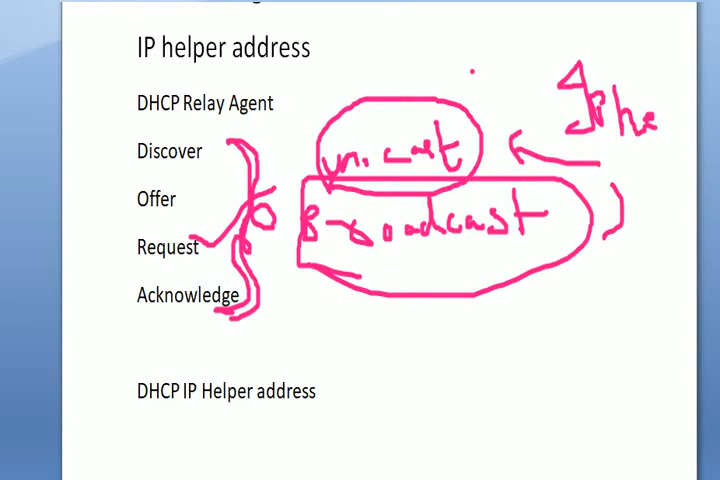 IP helper address
DHCP Relay Agent
Discover
unicast
Offer
Broadcast
Request
Acknowledge
DHCP IP Helper address